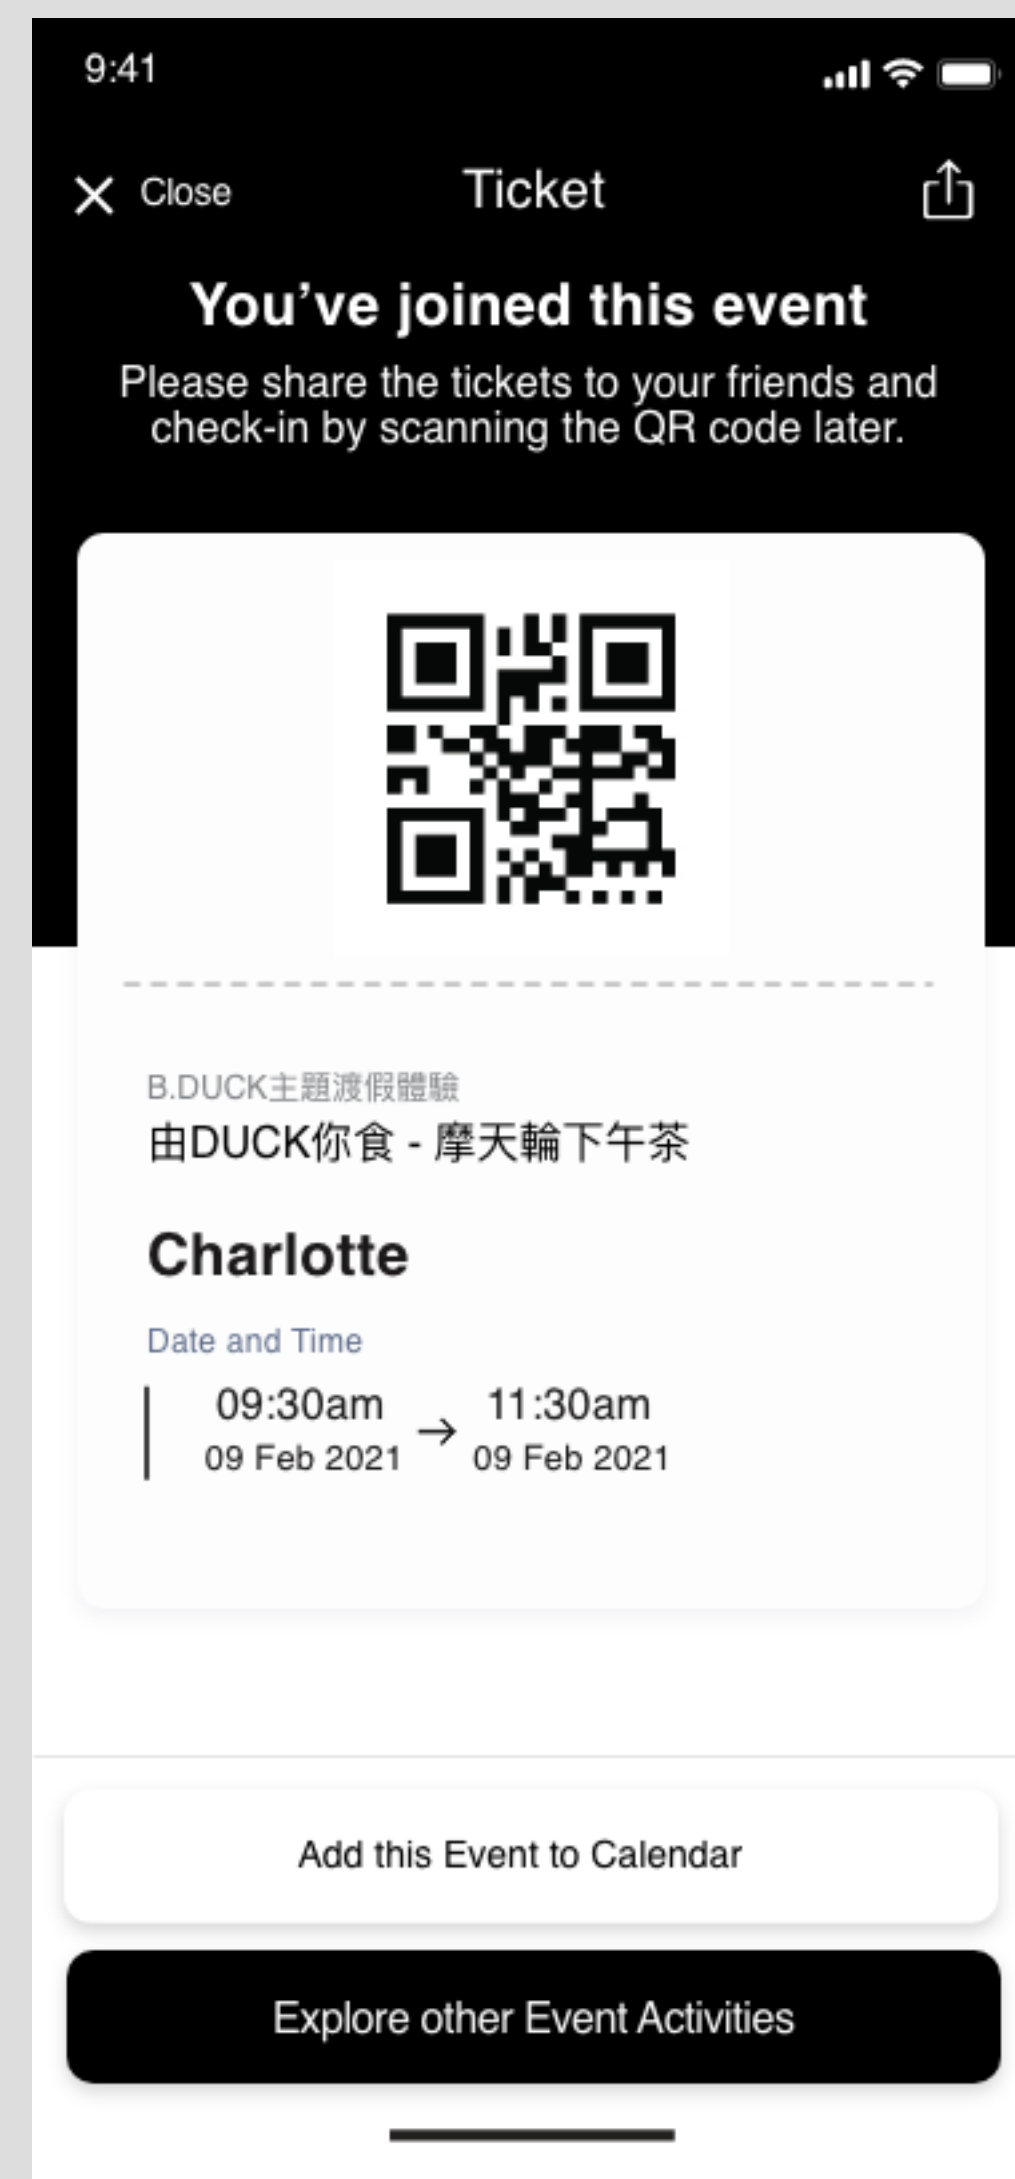 9:41
Close
Ticket
You’ve joined this event
Please share the tickets to your friends and
check-in by scanning the QR code later.
B.DUCK主題渡假體驗
由DUCK你食 - 摩天輪下午茶
Charlotte
Date and Time
09:30am → 11:30am
09 Feb 2021 09 Feb 2021
Add this Event to Calendar
Explore other Event Activities